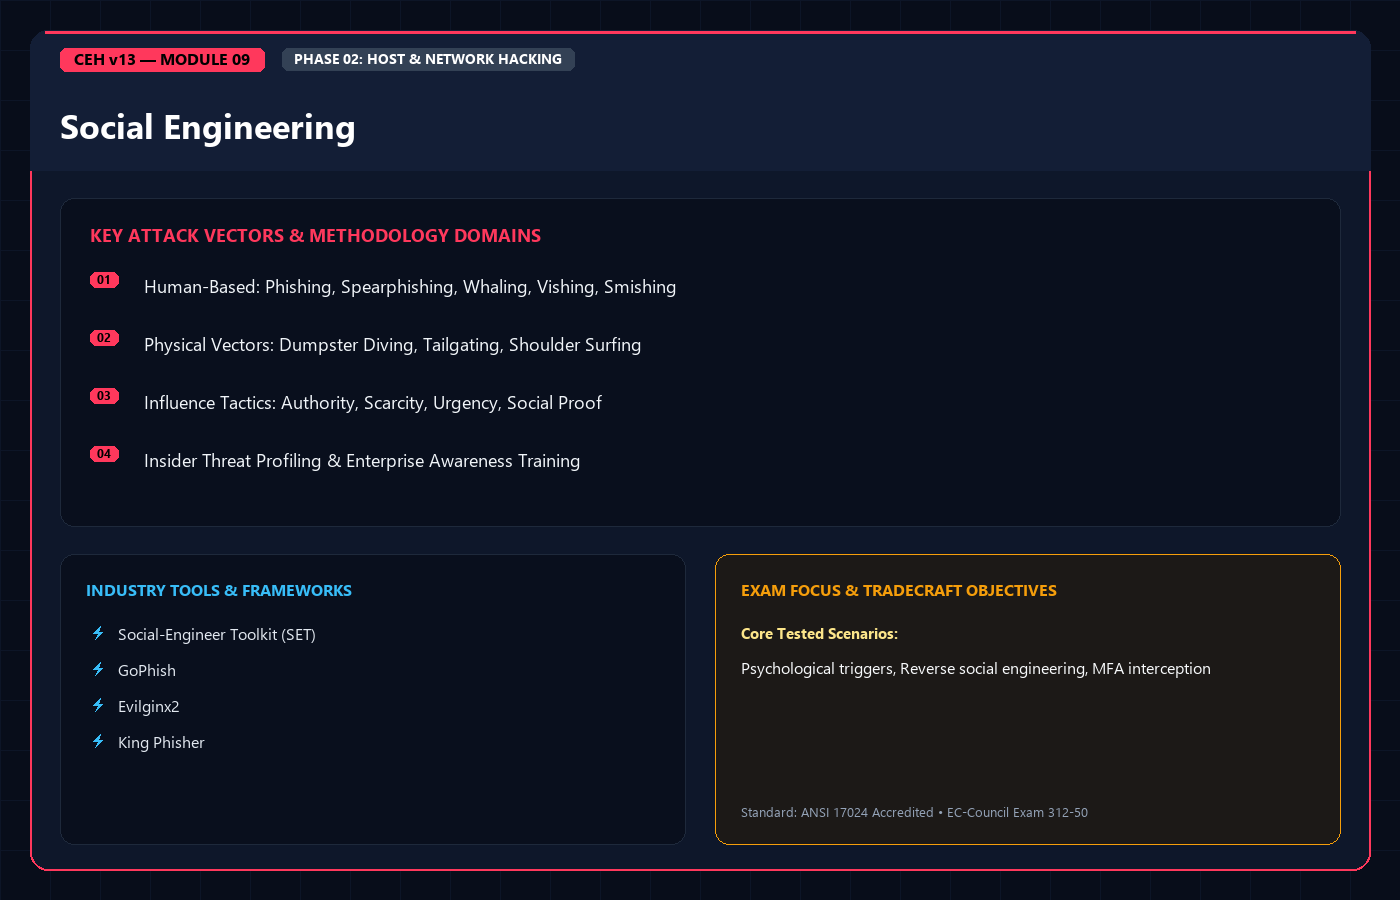 CEH v13 — MODULE 09
PHASE 02: HOST & NETWORK HACKING
Social Engineering
KEY ATTACK VECTORS & METHODOLOGY DOMAINS
01 Human-Based: Phishing, Spearphishing, Whaling, Vishing, Smishing
02 Physical Vectors: Dumpster Diving, Tailgating, Shoulder Surfing
03 Influence Tactics: Authority, Scarcity, Urgency, Social Proof
04 Insider Threat Profiling & Enterprise Awareness Training
INDUSTRY TOOLS & FRAMEWORKS
Social-Engineer Toolkit (SET)
GoPhish
Evilginx2
King Phisher
EXAM FOCUS & TRADECRAFT OBJECTIVES
Core Tested Scenarios:
Psychological triggers, Reverse social engineering, MFA interception
Standard: ANSI 17024 Accredited • EC-Council Exam 312-50